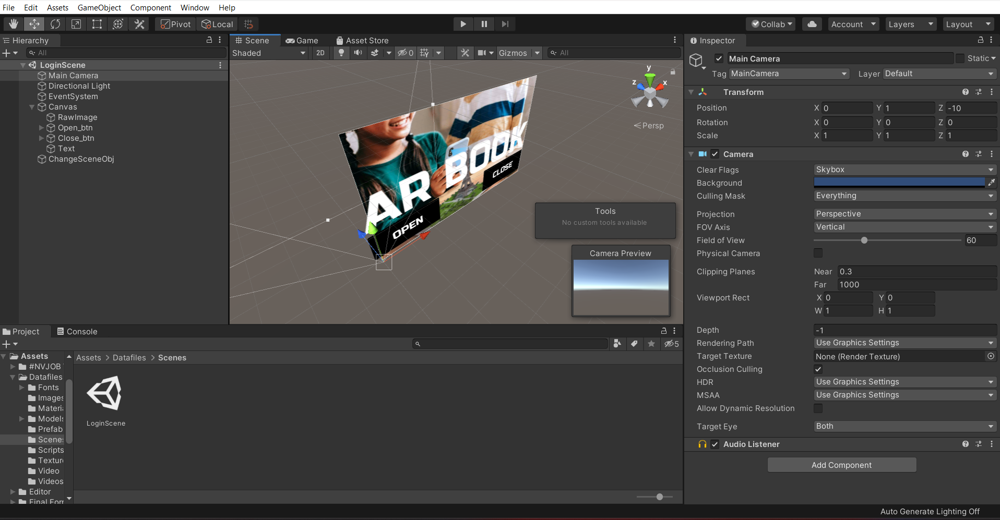 File Edit Assets GameObject Component Window Help
Pivot Local Collab Account Layers Layout
Hierarchy
All
LoginScene
Main Camera
Directional Light
EventSystem
Canvas
RawImage
Open_btn
Close_btn
Text
ChangeSceneObj
Scene Game Asset Store
Shaded 2D 0 Gizmos All
y
z x
Persp
AR BOOK
CLOSE
OPEN
Tools
No custom tools available
Camera Preview
Inspector
Main Camera Static
Tag MainCamera Layer Default
Transform
Position X 0 Y 1 Z -10
Rotation X 0 Y 0 Z 0
Scale X 1 Y 1 Z 1
Camera
Clear Flags Skybox
Background
Culling Mask Everything
Projection Perspective
FOV Axis Vertical
Field of View 60
Physical Camera
Clipping Planes Near 0.3
Far 1000
Viewport Rect X 0 Y 0
W 1 H 1
Depth -1
Rendering Path Use Graphics Settings
Target Texture None (Render Texture)
Occlusion Culling
HDR Use Graphics Settings
MSAA Use Graphics Settings
Allow Dynamic Resolution
Target Eye Both
Audio Listener
Add Component
Project Console
5
Assets
#NVJOB
Datafiles
Fonts
Images
Materia
Models
Prefab
Scenes
Scripts
Textur
Video
Videos
Editor
Final For
Assets > Datafiles > Scenes
LoginScene
Auto Generate Lighting Off